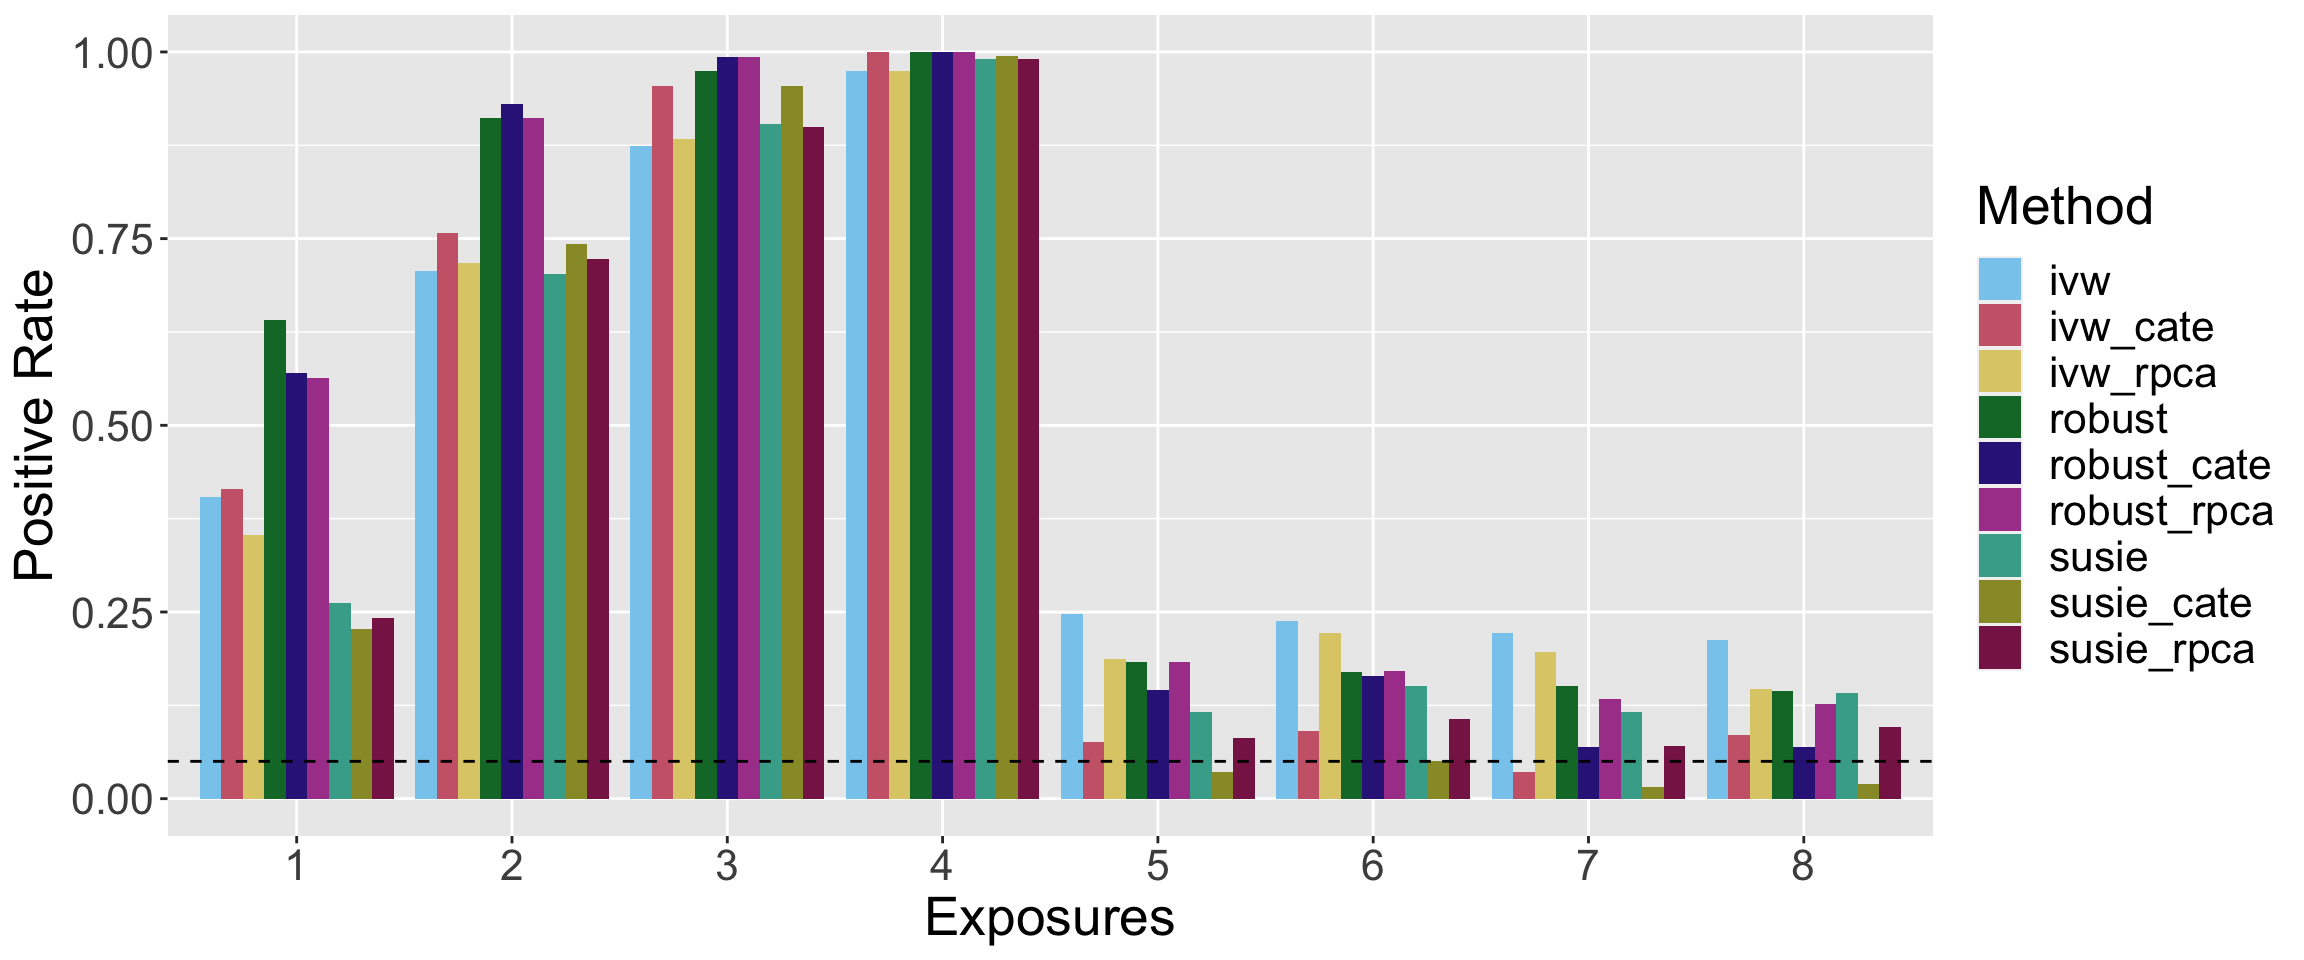 1.00
0.75
0.50
0.25
0.00
Positive Rate
1 2 3 4 5 6 7 8
Exposures
Method
ivw
ivw_cate
ivw_rpca
robust
robust_cate
robust_rpca
susie
susie_cate
susie_rpca